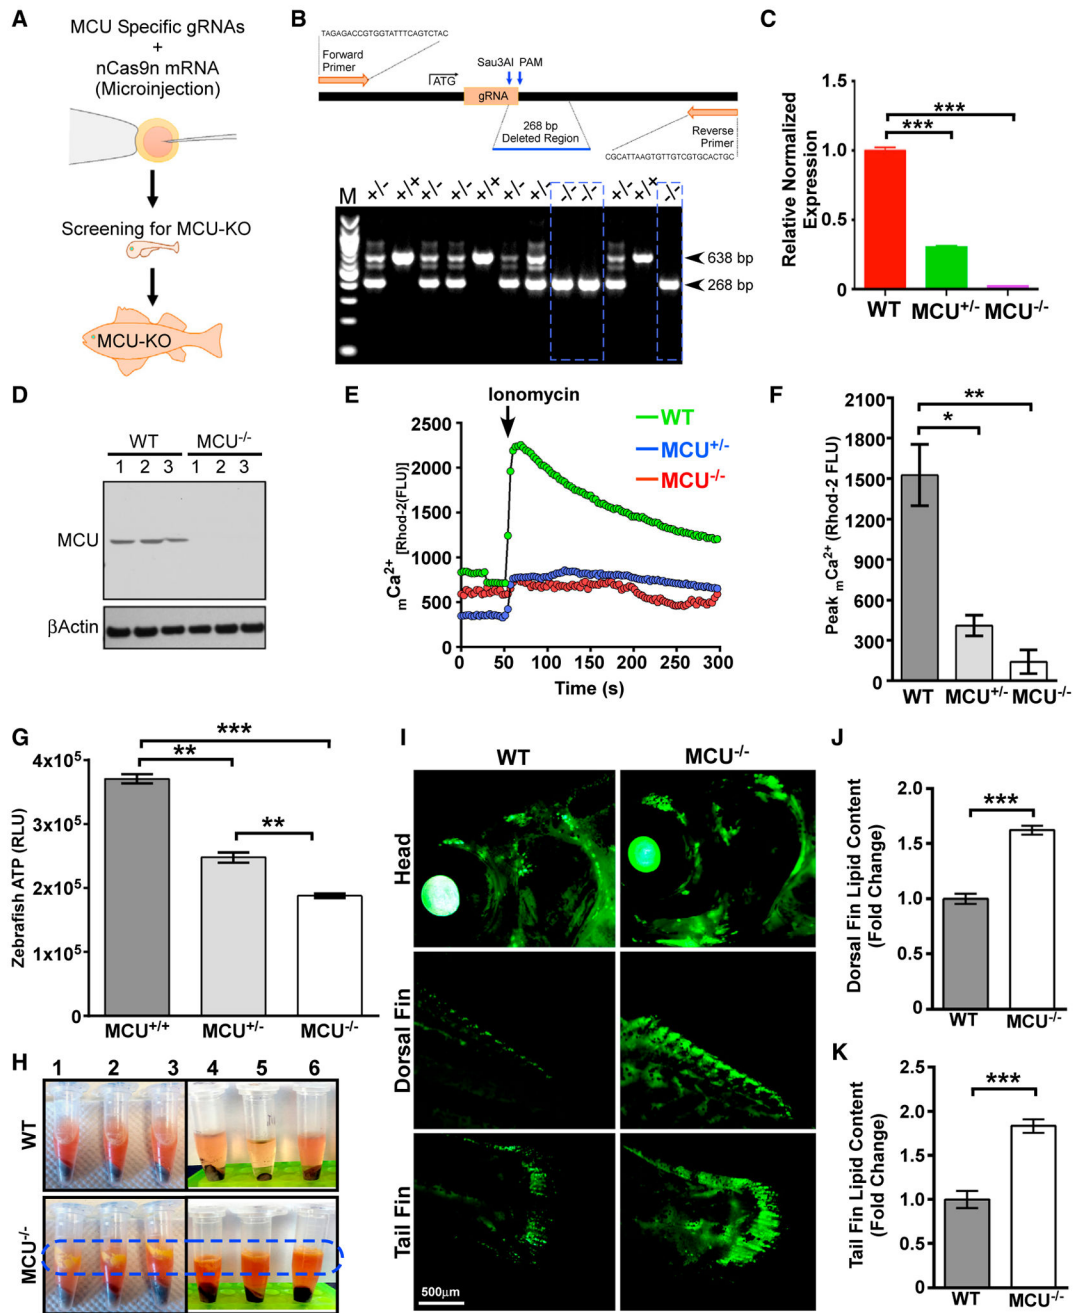 A
MCU Specific gRNAs
+
nCas9n mRNA
(Microinjection)
Screening for MCU-KO
MCU-KO
B
TAGAGACCGTGGTATTTCAGTCTAC
Forward
Primer
ATG
Sau3AI PAM
gRNA
268 bp
Deleted Region
Reverse
Primer
CGCATTAAGTGTTGTCGTGCACTGC
M +/- +/+ +/- +/- +/+ +/- +/- -/- -/- +/- +/+ -/-
638 bp
268 bp
C
Relative Normalized
Expression
1.5
1.0
0.5
0
***
***
WT MCU+/- MCU-/-
D
WT MCU-/-
1 2 3 1 2 3
MCU
βActin
E
Ionomycin
WT
MCU+/-
MCU-/-
mCa2+ [Rhod-2(FLU)]
2500
2000
1500
1000
500
0
0 50 100 150 200 250 300
Time (s)
F
Peak mCa2+ (Rhod-2 FLU)
2100
1800
1500
1200
900
600
300
0
**
*
WT MCU+/- MCU-/-
G
Zebrafish ATP (RLU)
4x10⁵
3x10⁵
2x10⁵
1x10⁵
0
***
**
**
MCU+/+ MCU+/- MCU-/-
H
1 2 3 4 5 6
WT
MCU-/-
I
WT MCU-/-
Head
Dorsal Fin
Tail Fin
500µm
J
Dorsal Fin Lipid Content
(Fold Change)
2.0
1.5
1.0
0.5
0
***
WT MCU-/-
K
Tail Fin Lipid Content
(Fold Change)
2.5
2.0
1.5
1.0
0.5
0
***
WT MCU-/-